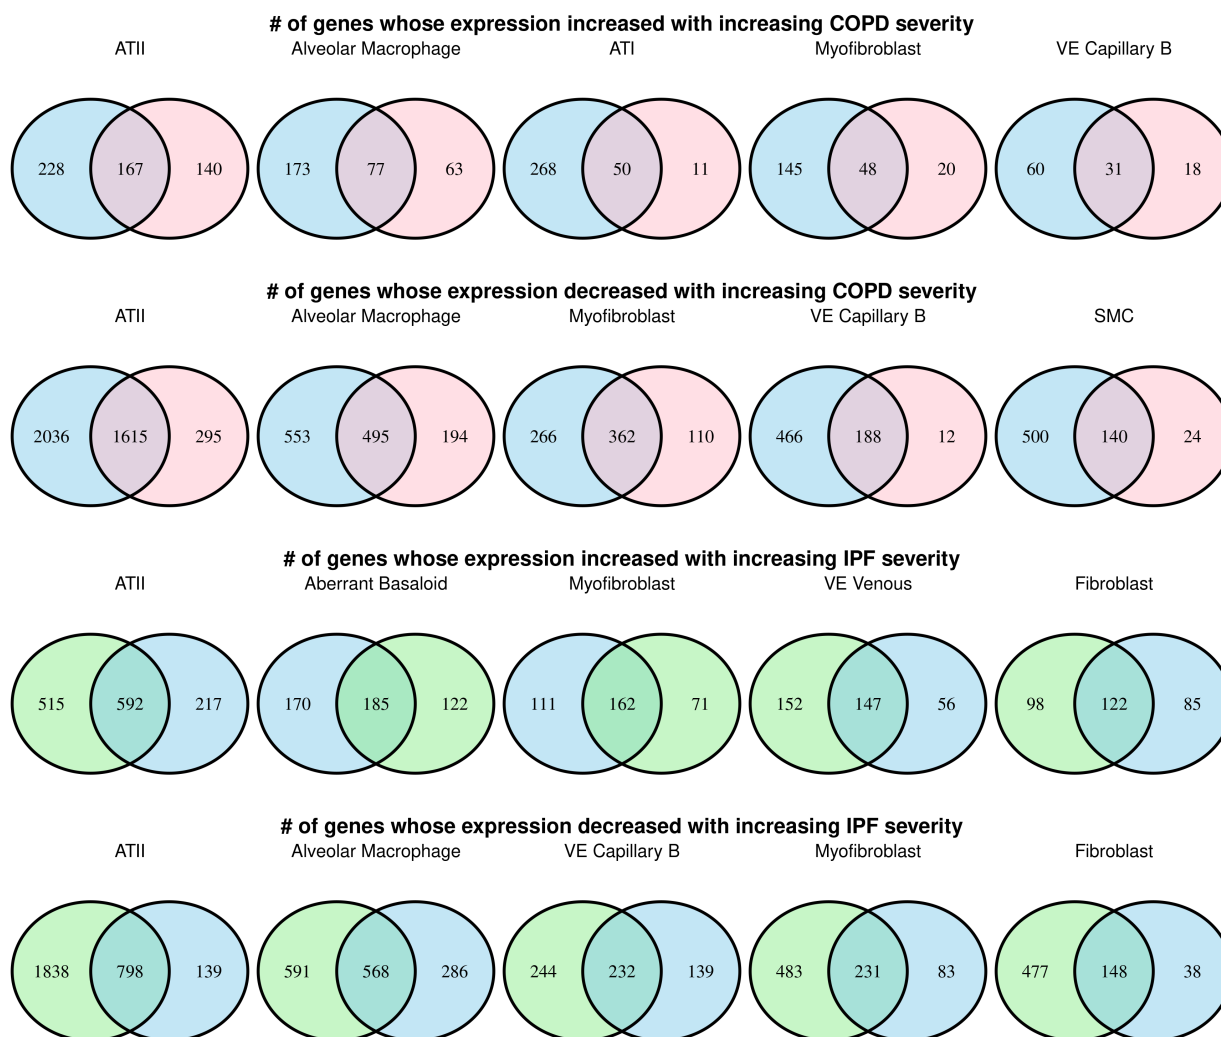 # of genes whose expression increased with increasing COPD severity
ATII Alveolar Macrophage ATI Myofibroblast VE Capillary B
228 167 140 173 77 63 268 50 11 145 48 20 60 31 18
# of genes whose expression decreased with increasing COPD severity
ATII Alveolar Macrophage Myofibroblast VE Capillary B SMC
2036 1615 295 553 495 194 266 362 110 466 188 12 500 140 24
# of genes whose expression increased with increasing IPF severity
ATII Aberrant Basaloid Myofibroblast VE Venous Fibroblast
515 592 217 170 185 122 111 162 71 152 147 56 98 122 85
# of genes whose expression decreased with increasing IPF severity
ATII Alveolar Macrophage VE Capillary B Myofibroblast Fibroblast
1838 798 139 591 568 286 244 232 139 483 231 83 477 148 38